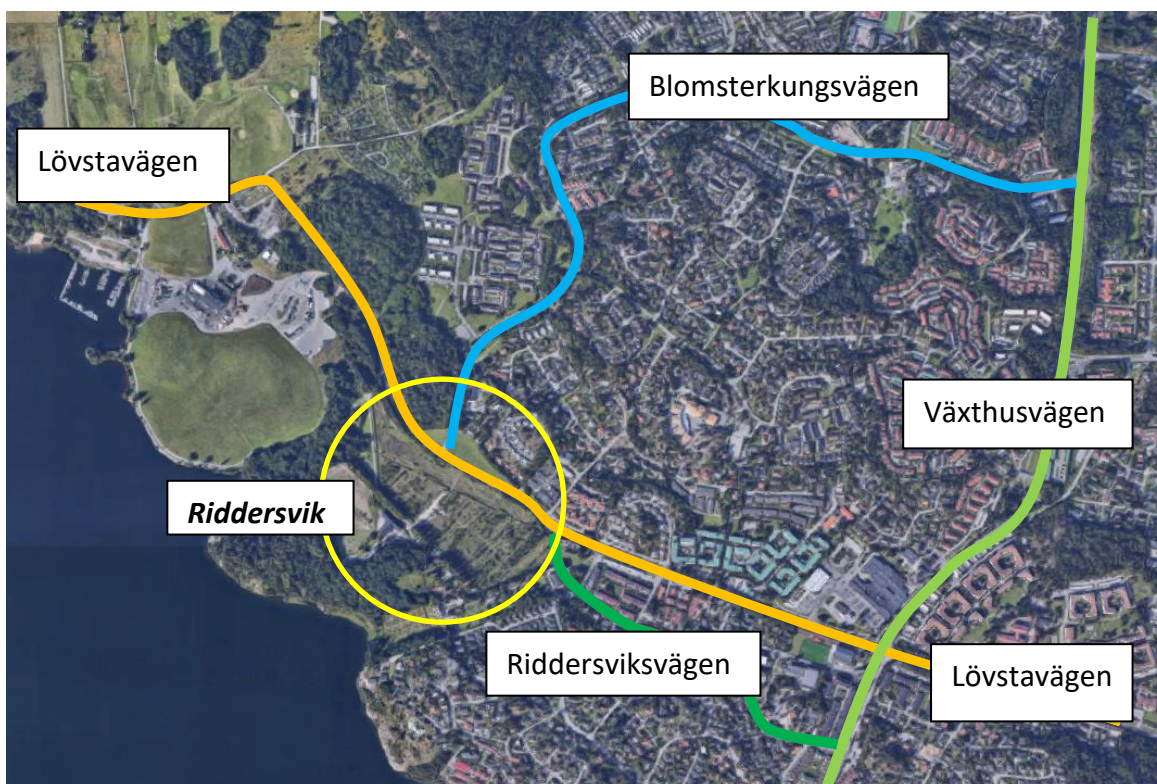 Blomsterkungsvägen
Lövstavägen
Växthusvägen
Riddersvik
Riddersviksvägen
Lövstavägen